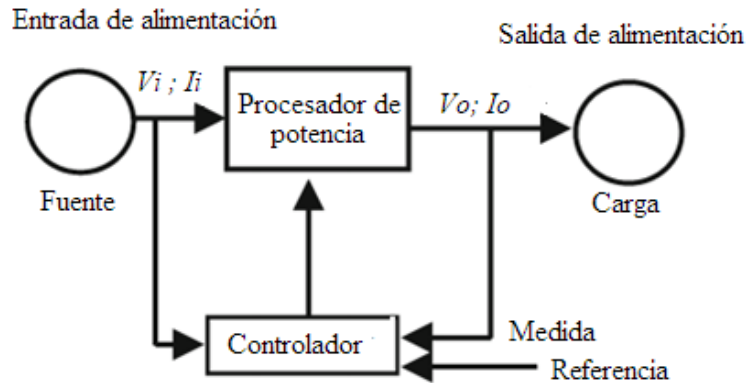 Entrada de alimentación
Salida de alimentación
Vi ; Ii
Procesador de
potencia
Vo; Io
Fuente
Carga
Controlador
Medida
Referencia